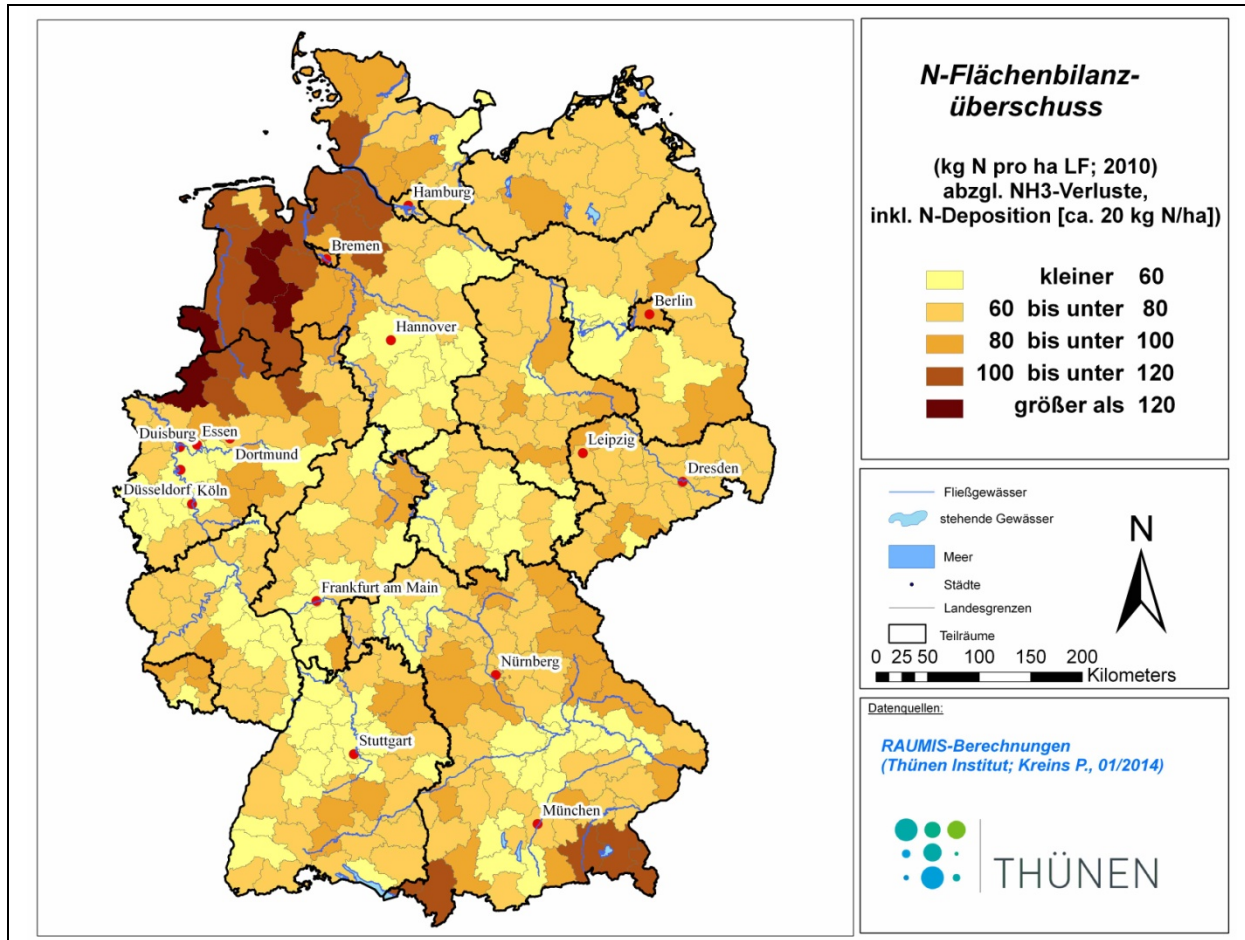 Hamburg
Bremen
Berlin
Hannover
Duisburg
Essen
Dortmund
Düsseldorf
Köln
Leipzig
Dresden
Frankfurt am Main
Nürnberg
Stuttgart
München
N-Flächenbilanz-
überschuss
(kg N pro ha LF; 2010)
abzgl. NH3-Verluste,
inkl. N-Deposition [ca. 20 kg N/ha])
kleiner 60
60 bis unter 80
80 bis unter 100
100 bis unter 120
größer als 120
Fließgewässer
stehende Gewässer
Meer
Städte
Landesgrenzen
Teilräume
N
0 25 50 100 150 200
Kilometers
Datenquellen:
RAUMIS-Berechnungen
(Thünen Institut; Kreins P., 01/2014)
THÜNEN